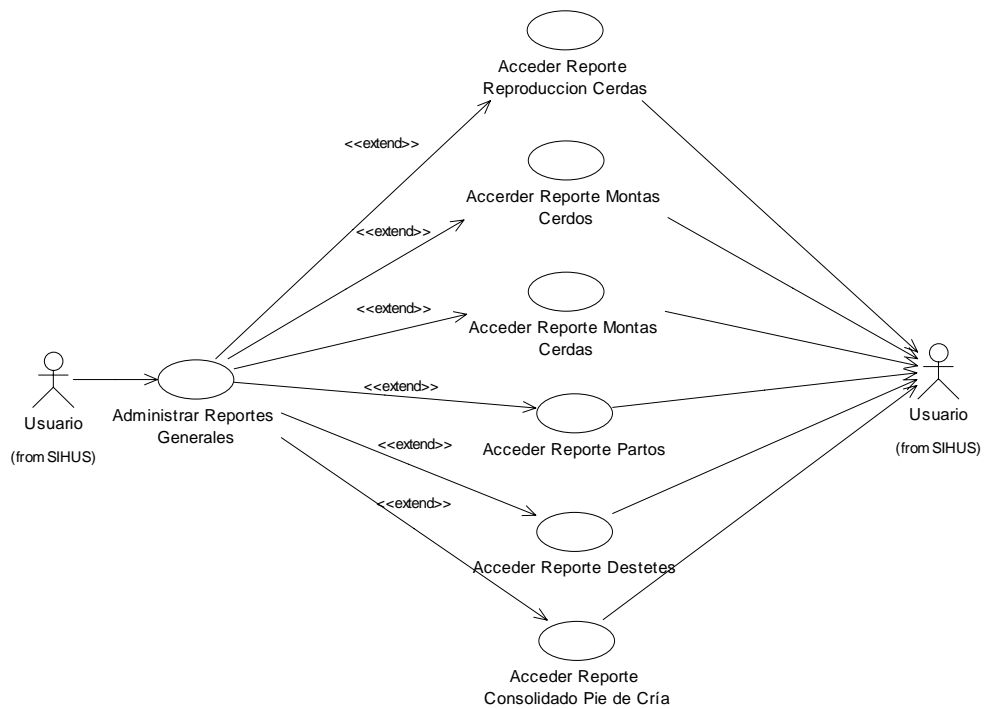 Acceder Reporte
Reproduccion Cerdas
<<extend>>
Accerder Reporte Montas
Cerdos
<<extend>>
<<extend>>
Acceder Reporte Montas
Cerdas
Usuario
(from SIHUS)
Administrar Reportes
Generales
<<extend>>
Acceder Reporte Partos
Usuario
(from SIHUS)
<<extend>>
<<extend>>
Acceder Reporte Destetes
Acceder Reporte
Consolidado Pie de Cría